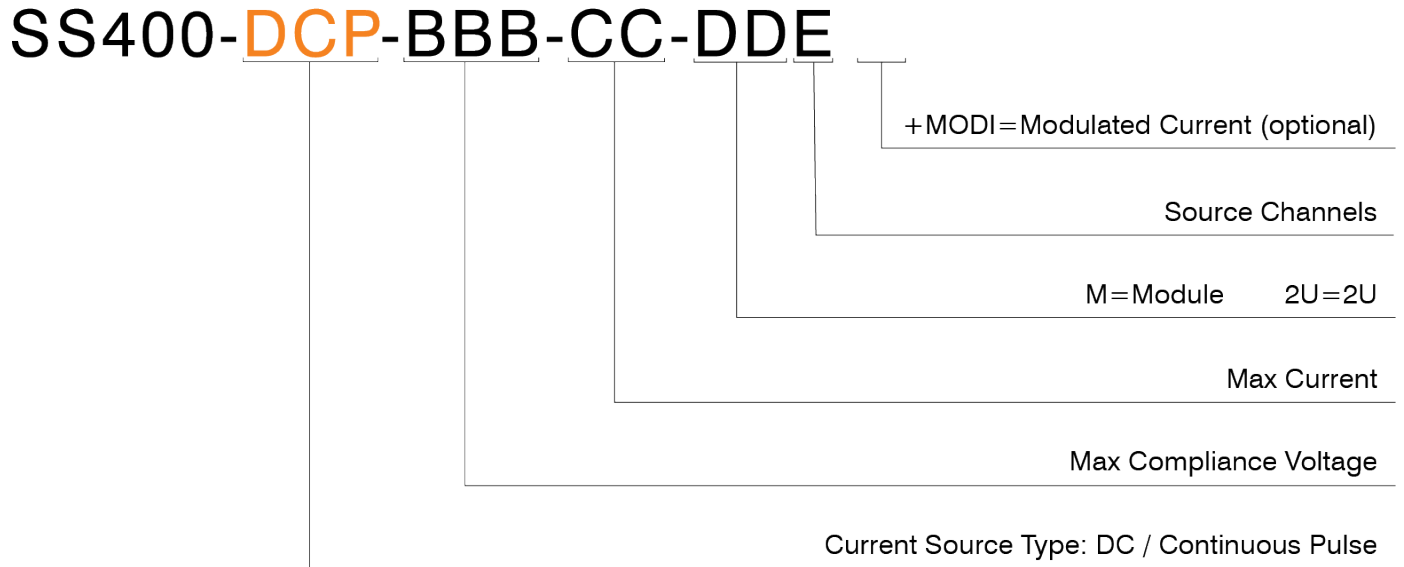 SS400-DCP-BBB-CC-DDE
+MODI=Modulated Current (optional)
Source Channels
M=Module 2U=2U
Max Current
Max Compliance Voltage
Current Source Type: DC / Continuous Pulse